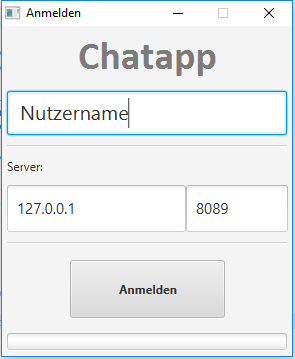 Anmelden
Chatapp
Nutzername
Server:
127.0.0.1 8089
Anmelden